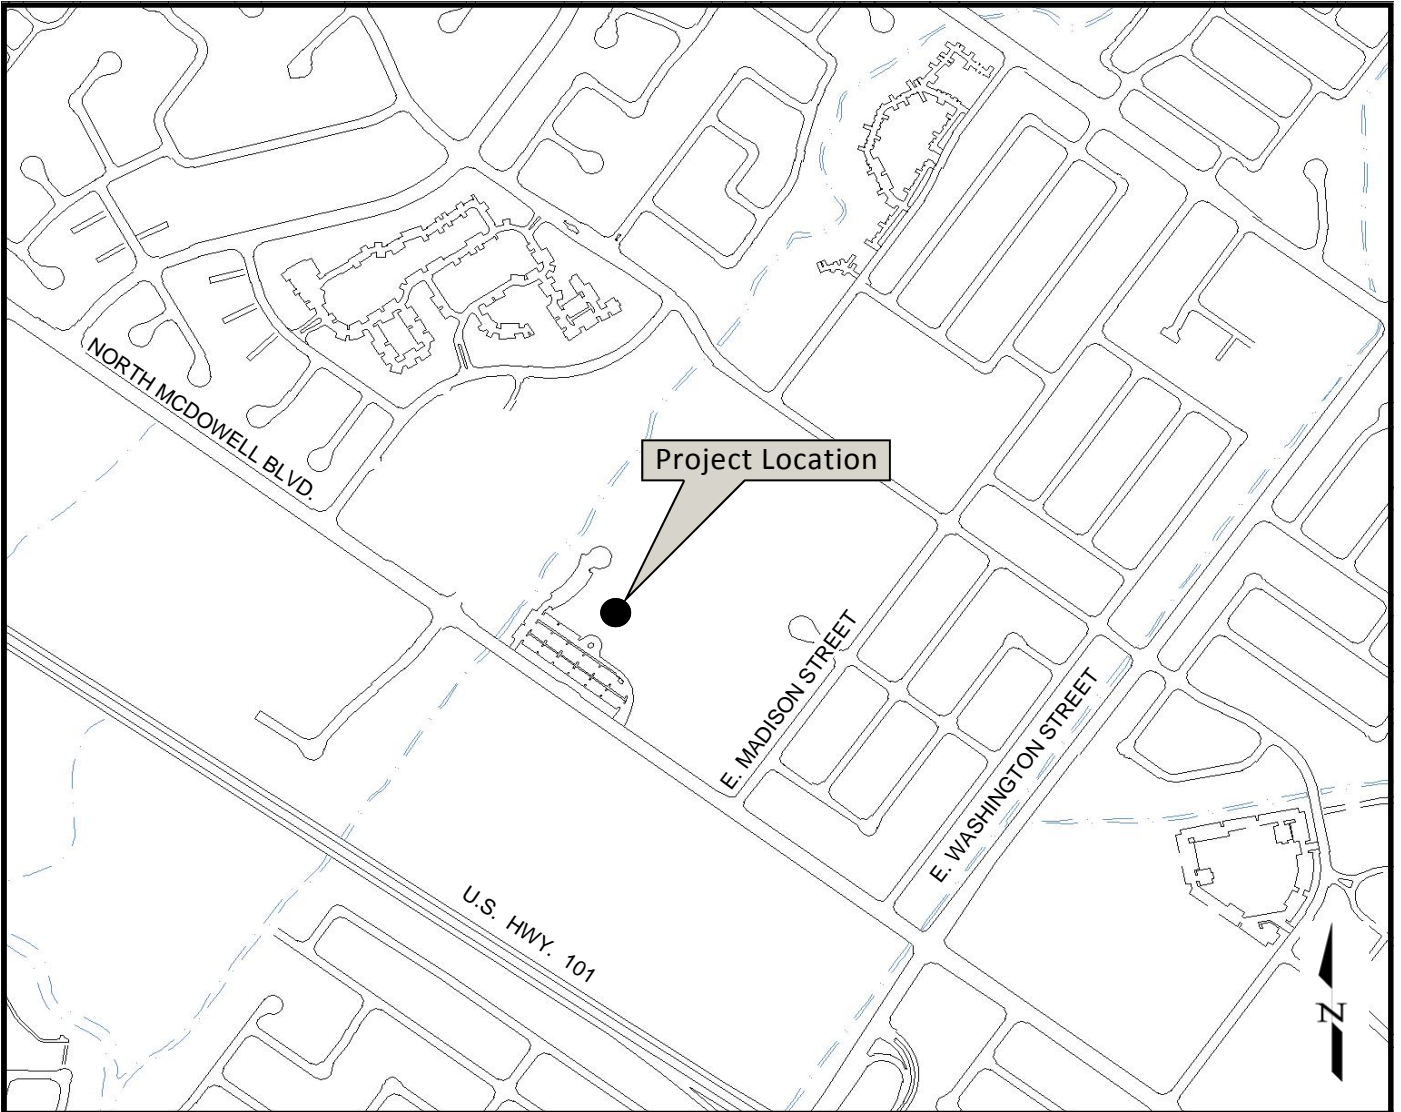 NORTH MCDOWELL BLVD.
Project Location
E. MADISON STREET
E. WASHINGTON STREET
U.S. HWY. 101
N